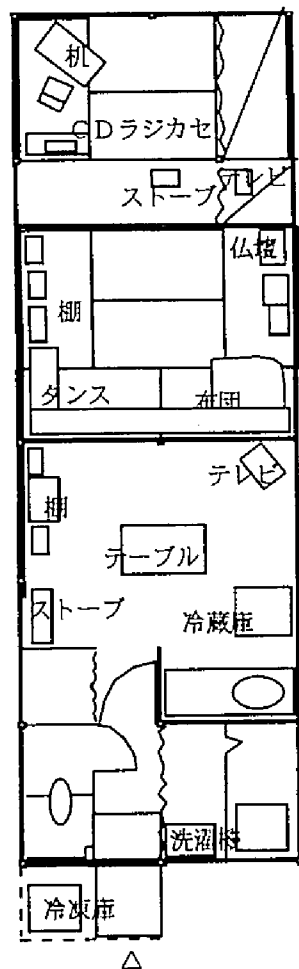 机
CDラジカセ
テレビ
ストーブ
仏壇
棚
タンス
布団
テレビ
棚
テーブル
ストーブ
冷蔵庫
洗濯機
冷凍庫